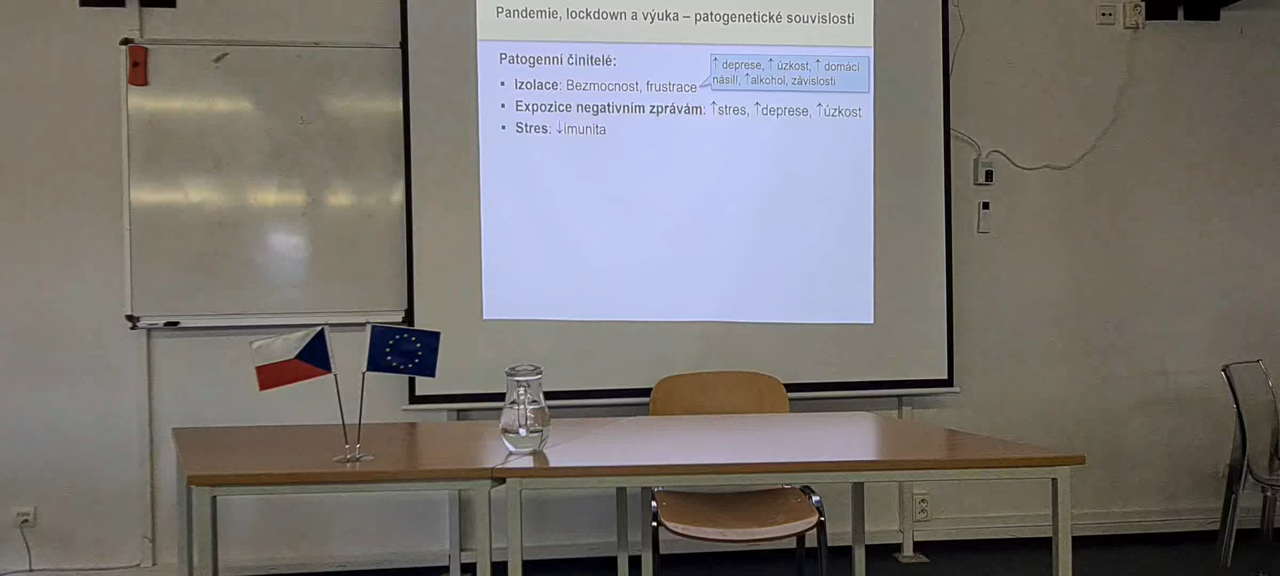 Pandemie, lockdown a výuka – patogenetické souvislosti
Patogenní činitelé:
▪ Izolace: Bezmocnost, frustrace
↑ deprese, ↑ úzkost, ↑ domácí
násilí, ↑alkohol, závislosti
▪ Expozice negativním zprávám: ↑stres, ↑deprese, ↑úzkost
▪ Stres: ↓imunita